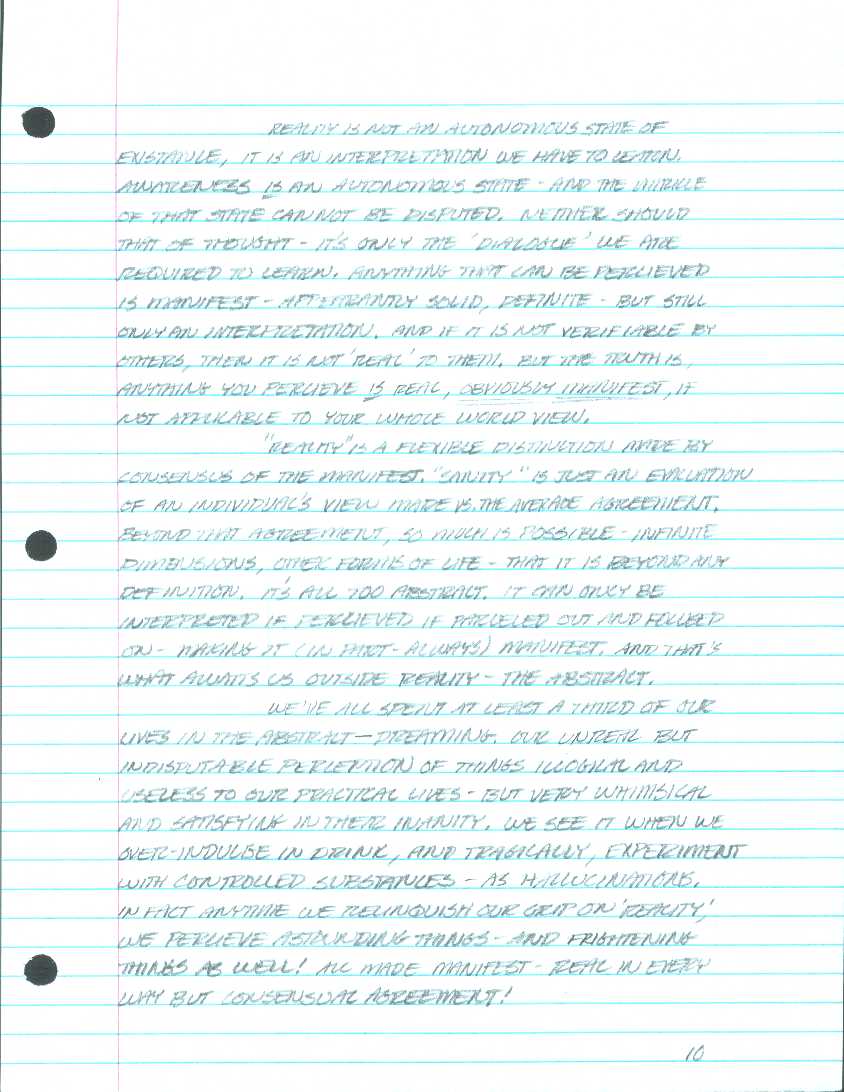 REALITY IS NOT AN AUTONOMOUS STATE OF
EXISTANCE, IT IS AN INTERPRETATION WE HAVE TO LEARN.
AWARENESS IS AN AUTONOMOUS STATE - AND THE MIRICLE
OF THAT STATE CAN NOT BE DISPUTED. NEITHER SHOULD
THAT OF THOUGHT - IT'S ONLY THE 'DIALOGUE' WE ARE
REQUIRED TO LEARN. ANYTHING THAT CAN BE PERCIEVED
IS MANIFEST - APPEARANTLY SOLID, DEFINITE - BUT STILL
ONLY AN INTERPRETATION. AND IF IT IS NOT VERIFIABLE BY
OTHERS, THEN IT IS NOT 'REAL' TO THEM. BUT THE TRUTH IS,
ANYTHING YOU PERCIEVE IS REAL, OBVIOUSLY MANIFEST, IF
NOT APPLICABLE TO YOUR WHOLE WORLD VIEW.
"REALITY" IS A FLEXIBLE DISTINCTION MADE BY
CONSENSUS OF THE MANIFEST. "SANITY" IS JUST AN EVALUATION
OF AN INDIVIDUAL'S VIEW MADE VS. THE AVERAGE AGREEMENT.
BEYOND THAT AGREEMENT, SO MUCH IS POSSIBLE - INFINITE
DIMENSIONS, OTHER FORMS OF LIFE - THAT IT IS BEYOND ANY
DEFINITION. IT'S ALL TOO ABSTRACT. IT CAN ONLY BE
INTERPRETED IF PERCIEVED IF PARCELED OUT AND FOCUSED
ON - MAKING IT (IN PART - ALWAYS) MANIFEST. AND THAT'S
WHAT AWAITS US OUTSIDE REALITY - THE ABSTRACT.
WE'VE ALL SPENT AT LEAST A THIRD OF OUR
LIVES IN THE ABSTRACT — DREAMING. OUR UNREAL BUT
INDISPUTABLE PERCEPTION OF THINGS ILLOGICAL AND
USELESS TO OUR PRACTICAL LIVES - BUT VERY WHIMSICAL
AND SATISFYING IN THEIR INSANITY. WE SEE IT WHEN WE
OVER-INDULGE IN DRINK, AND TRAGICALLY, EXPERIMENT
WITH CONTROLLED SUBSTANCES - AS HALLUCINATIONS.
IN FACT ANYTIME WE RELINQUISH OUR GRIP ON 'REALITY,'
WE PERCIEVE ASTOUNDING THINGS - AND FRIGHTENING
THINGS AS WELL! ALL MADE MANIFEST - REAL IN EVERY
WAY BUT CONSENSUAL AGREEMENT!
10